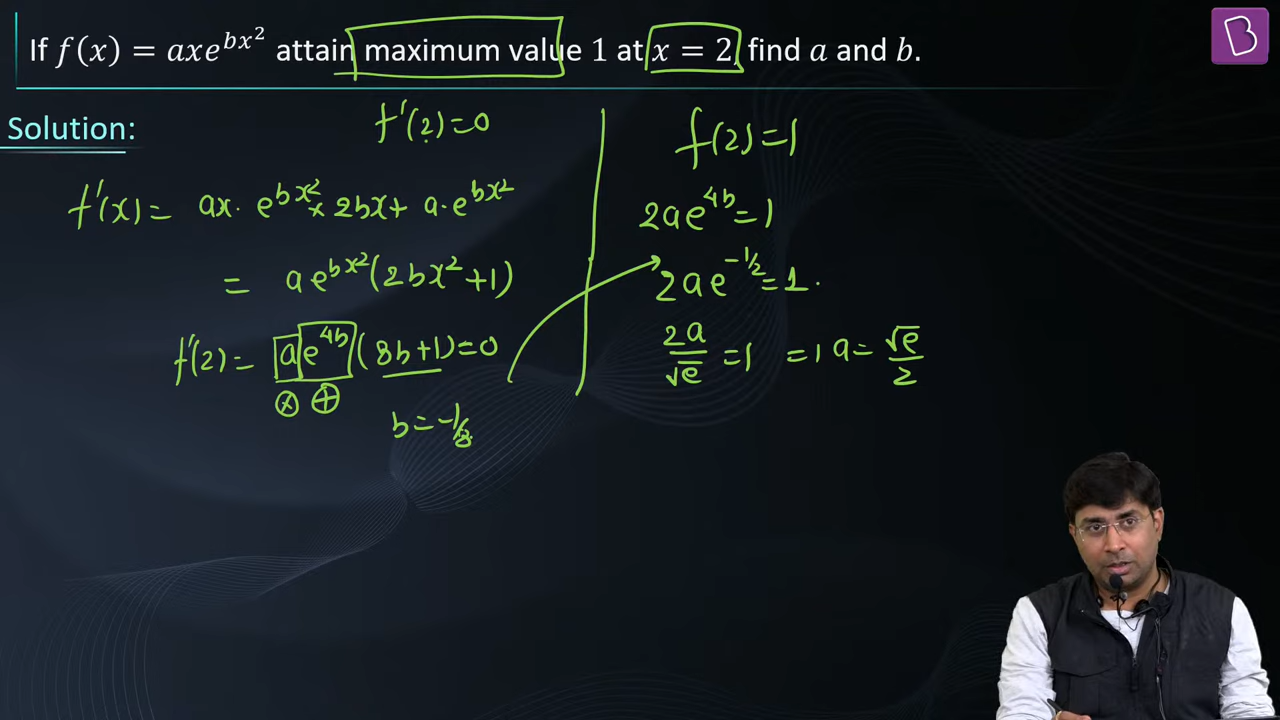 If f(x) = axe^{bx^2} attain maximum value 1 at x = 2, find a and b.
Solution:
f'(2)=0
f'(x) = ax. e^{bx^2} × 2bx + a. e^{bx^2}
= ae^{bx^2}(2bx^2+1)
f'(2) = ae^{4b}(8b+1)=0
⊗ ⊕
b=-1/8
f(2)=1
2ae^{4b}=1
2ae^{-1/2}=1.
2a/√e =1 =1 a= √e/2
B